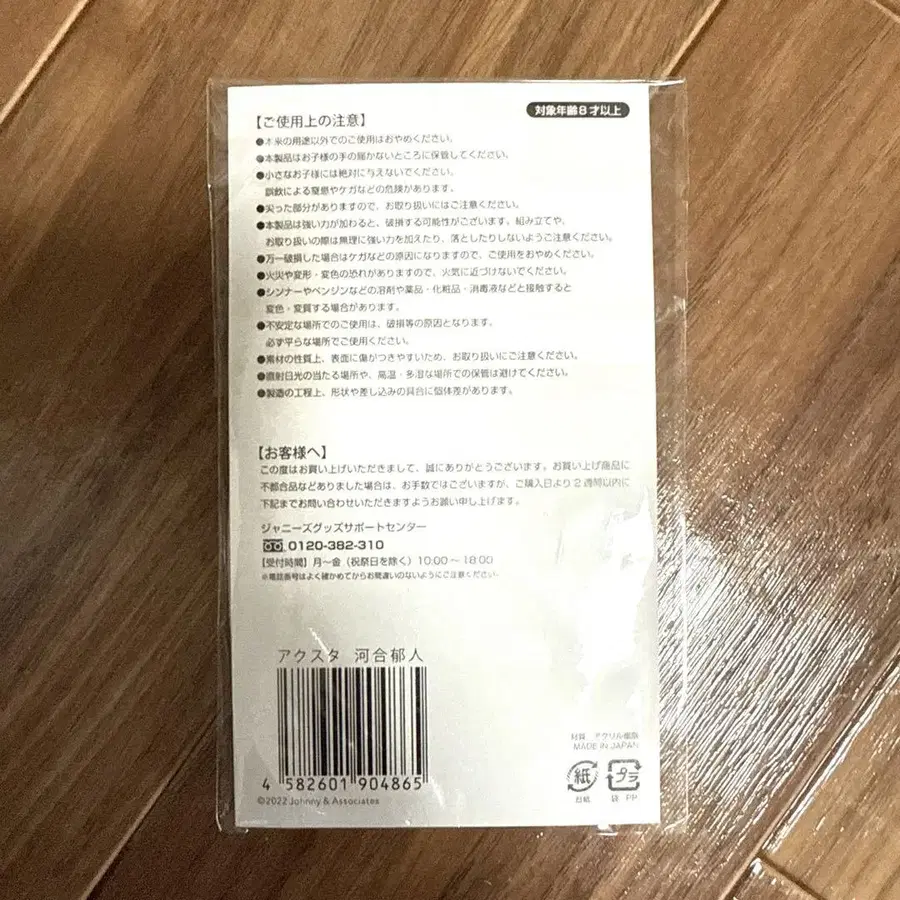 対象年齢8才以上
【ご使用上の注意】
●本来の用途以外でのご使用はおやめください。
●本製品はお子様の手の届かないところに保管してください。
●小さなお子様には絶対に与えないでください。
誤飲による窒息やケガなどの危険があります。
●尖った部分がありますので、お取り扱いにはご注意ください。
●本製品は強い力が加わると、破損する可能性がございます。組み立てや、
お取り扱いの際は無理に強い力を加えたり、落としたりしないようご注意ください。
●万一破損した場合はケガなどの原因になりますので、ご使用をおやめください。
●火災や変形・変色の恐れがありますので、火気に近づけないでください。
●シンナーやベンジンなどの溶剤や薬品・化粧品・消毒液などと接触すると
変色・変質する場合があります。
●不安定な場所でのご使用は、破損等の原因となります。
必ず平らな場所でご使用ください。
●素材の性質上、表面に傷がつきやすいため、お取り扱いにご注意ください。
●直射日光の当たる場所や、高温・多湿な場所での保管は避けてください。
●製造の工程上、形状や差し込みの具合に個体差があります。
【お客様へ】
この度はお買い上げいただきまして、誠にありがとうございます。お買い上げ商品に
不都合品などありました場合は、お手数ではございますが、ご購入日より2週間以内に
下記までお問い合わせいただきますようお願い申し上げます。
ジャニーズグッズサポートセンター
0120-382-310
【受付時間】月〜金(祝祭日を除く)10:00〜18:00
※電話番号はよく確かめてからお間違いのないようにご注意ください。
アクスタ 河合郁人
4 582601 904865
©2022 Johnny & Associates
材質 アクリル樹脂
MADE IN JAPAN
紙 プラ
台紙 袋 PP